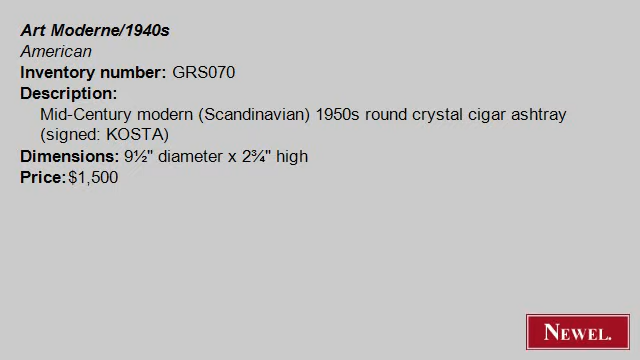 Art Moderne/1940s
American
Inventory number: GRS070
Description:
Mid-Century modern (Scandinavian) 1950s round crystal cigar ashtray
(signed: KOSTA)
Dimensions: 9½" diameter x 2¾" high
Price:$1,500
NEWEL.